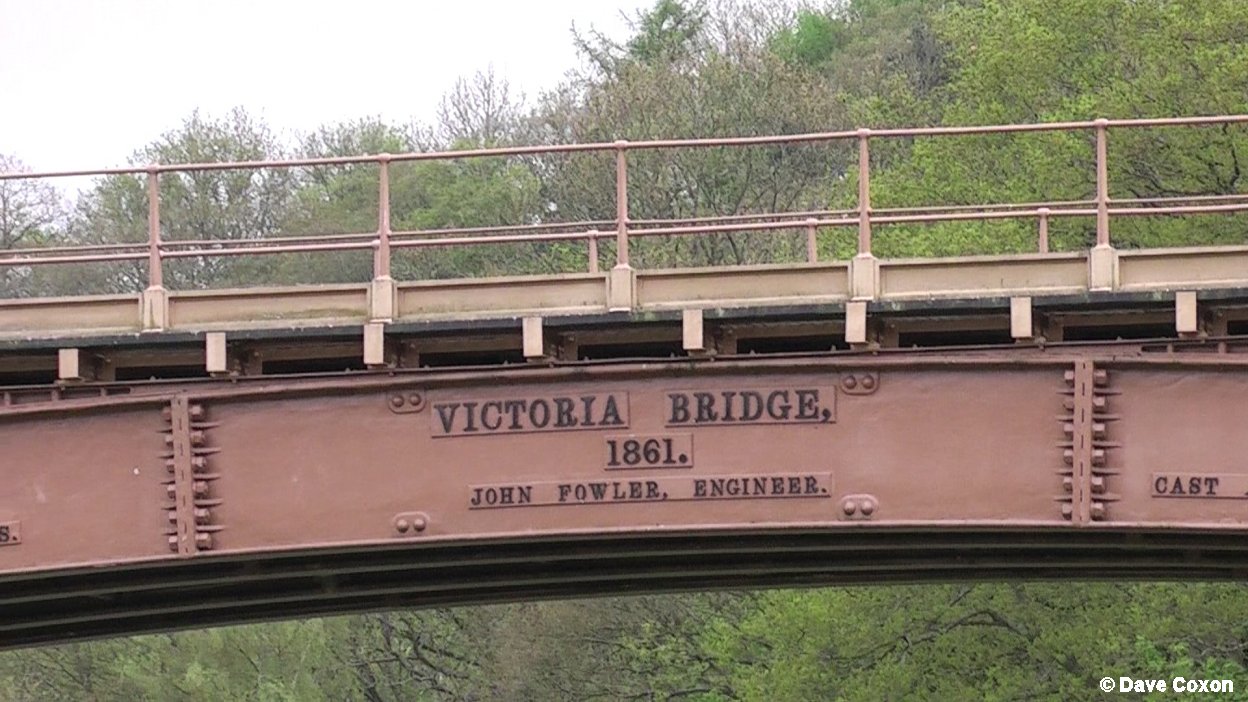 VICTORIA BRIDGE,
1861.
JOHN FOWLER, ENGINEER.
CAST
S.
© Dave Coxon